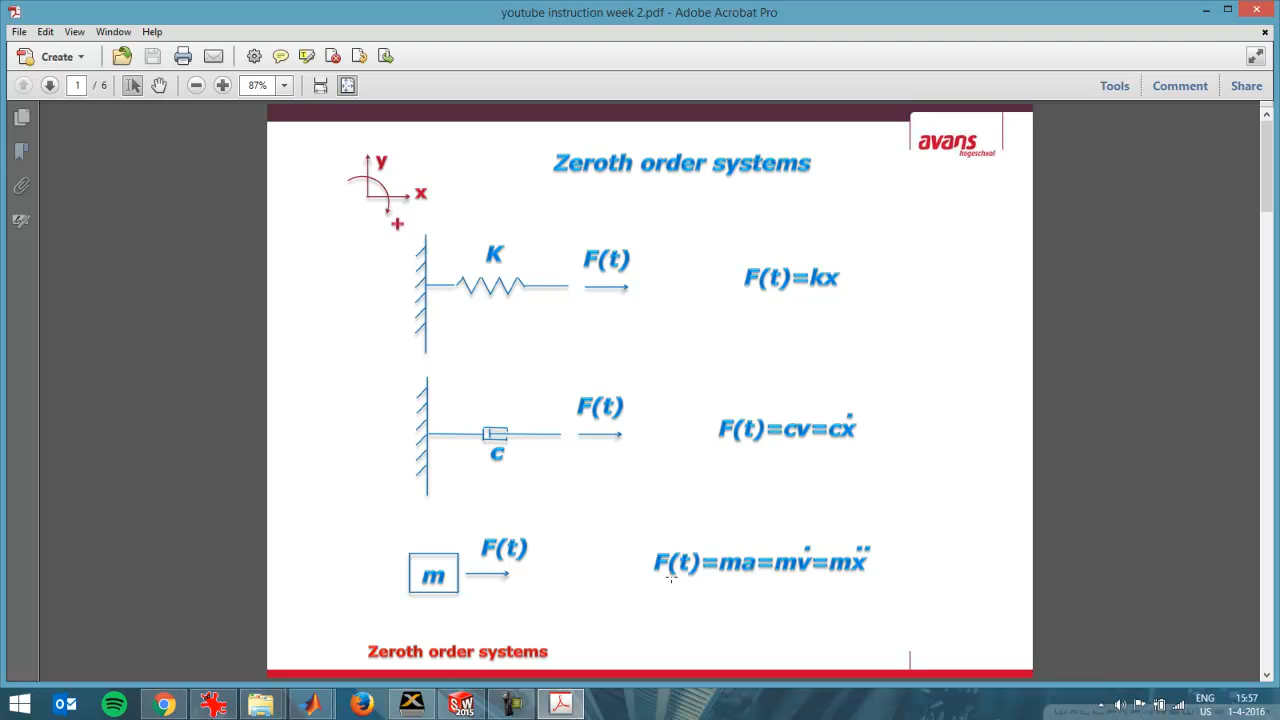 youtube instruction week 2.pdf - Adobe Acrobat Pro
File Edit View Window Help
Create
1 / 6 87% Tools Comment Share
avans
hogeschool
Zeroth order systems
y
x
+
K
F(t)
F(t)=kx
F(t)
F(t)=cv=cẋ
c
F(t)
m
F(t)=ma=mv̇=mẍ
Zeroth order systems
SW
2015
ENG
US
15:57
1-4-2016